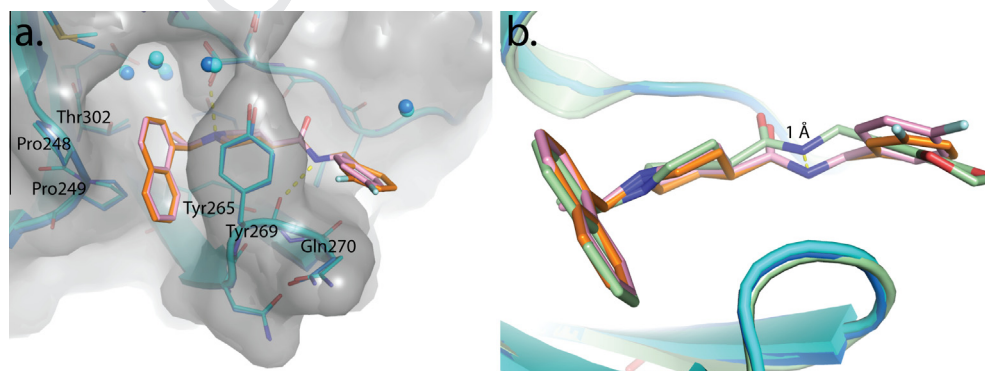 a.
b.
Thr302
Pro248
Pro249
Tyr265
Tyr269
Gln270
1 Å